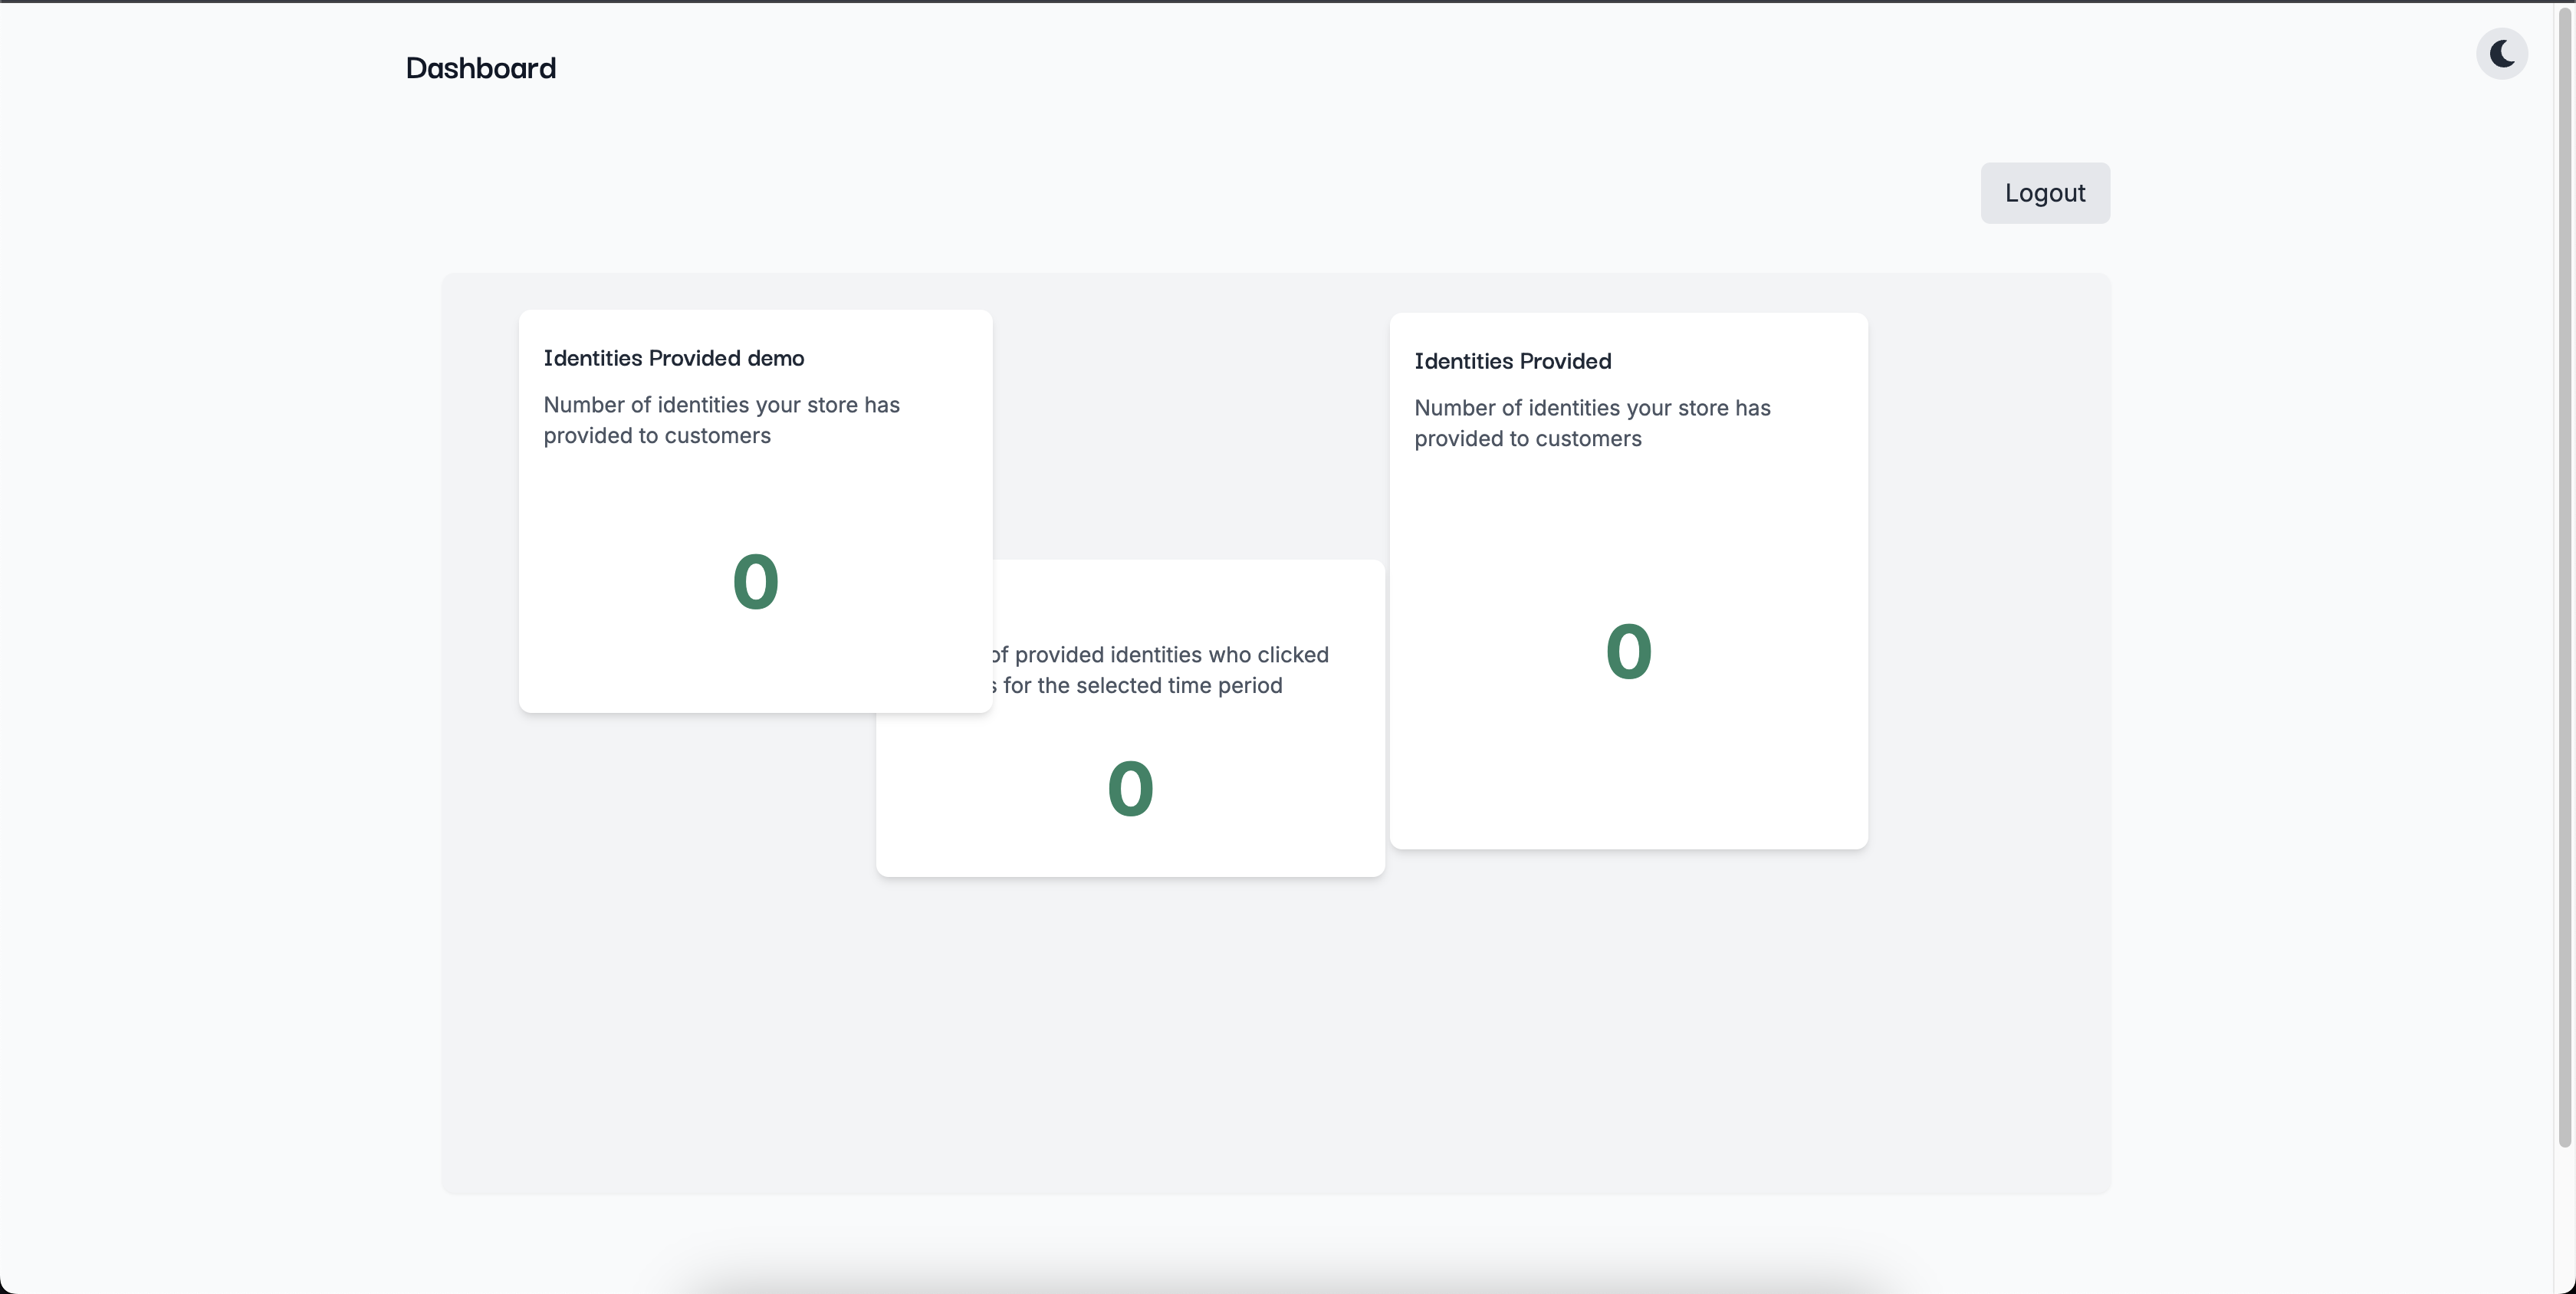 Dashboard
Logout
Identities Provided demo
Number of identities your store has
provided to customers
0
of provided identities who clicked
for the selected time period
0
Identities Provided
Number of identities your store has
provided to customers
0